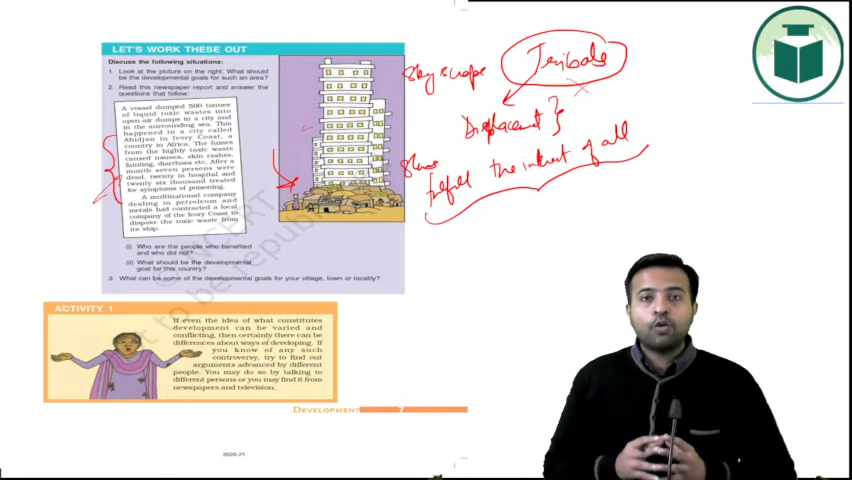 LET'S WORK THESE OUT
Discuss the following situations:
1. Look at the picture on the right. What should
be the developmental goals for such an area?
2. Read this newspaper report and answer the
questions that follow:
A vessel dumped 500 tonnes
of liquid toxic wastes into
open-air dumps in a city and
in the surrounding sea. This
happened in a city called
Abidjan in Ivory Coast, a
country in Africa. The fumes
from the highly toxic waste
caused nausea, skin rashes,
fainting, diarrhoea etc. After a
month seven persons were
dead, twenty in hospital and
twenty six thousand treated
for symptoms of poisoning.
A multinational company
dealing in petroleum and
metals had contracted a local
company of the Ivory Coast to
dispose the toxic waste from
its ship.
(i) Who are the people who benefited
and who did not?
(ii) What should be the developmental
goal for this country?
3. What can be some of the developmental goals for your village, town or locality?
ACTIVITY 1
If even the idea of what constitutes
development can be varied and
conflicting, then certainly there can be
differences about ways of developing. If
you know of any such
controversy, try to find out
arguments advanced by different
people. You may do so by talking to
different persons or you may find it from
newspapers and television.
DEVELOPMENT 7
2020-21
© NCERT
not to be republished
Sky scrape
Tribals
Displacement
fulfill the interest of all